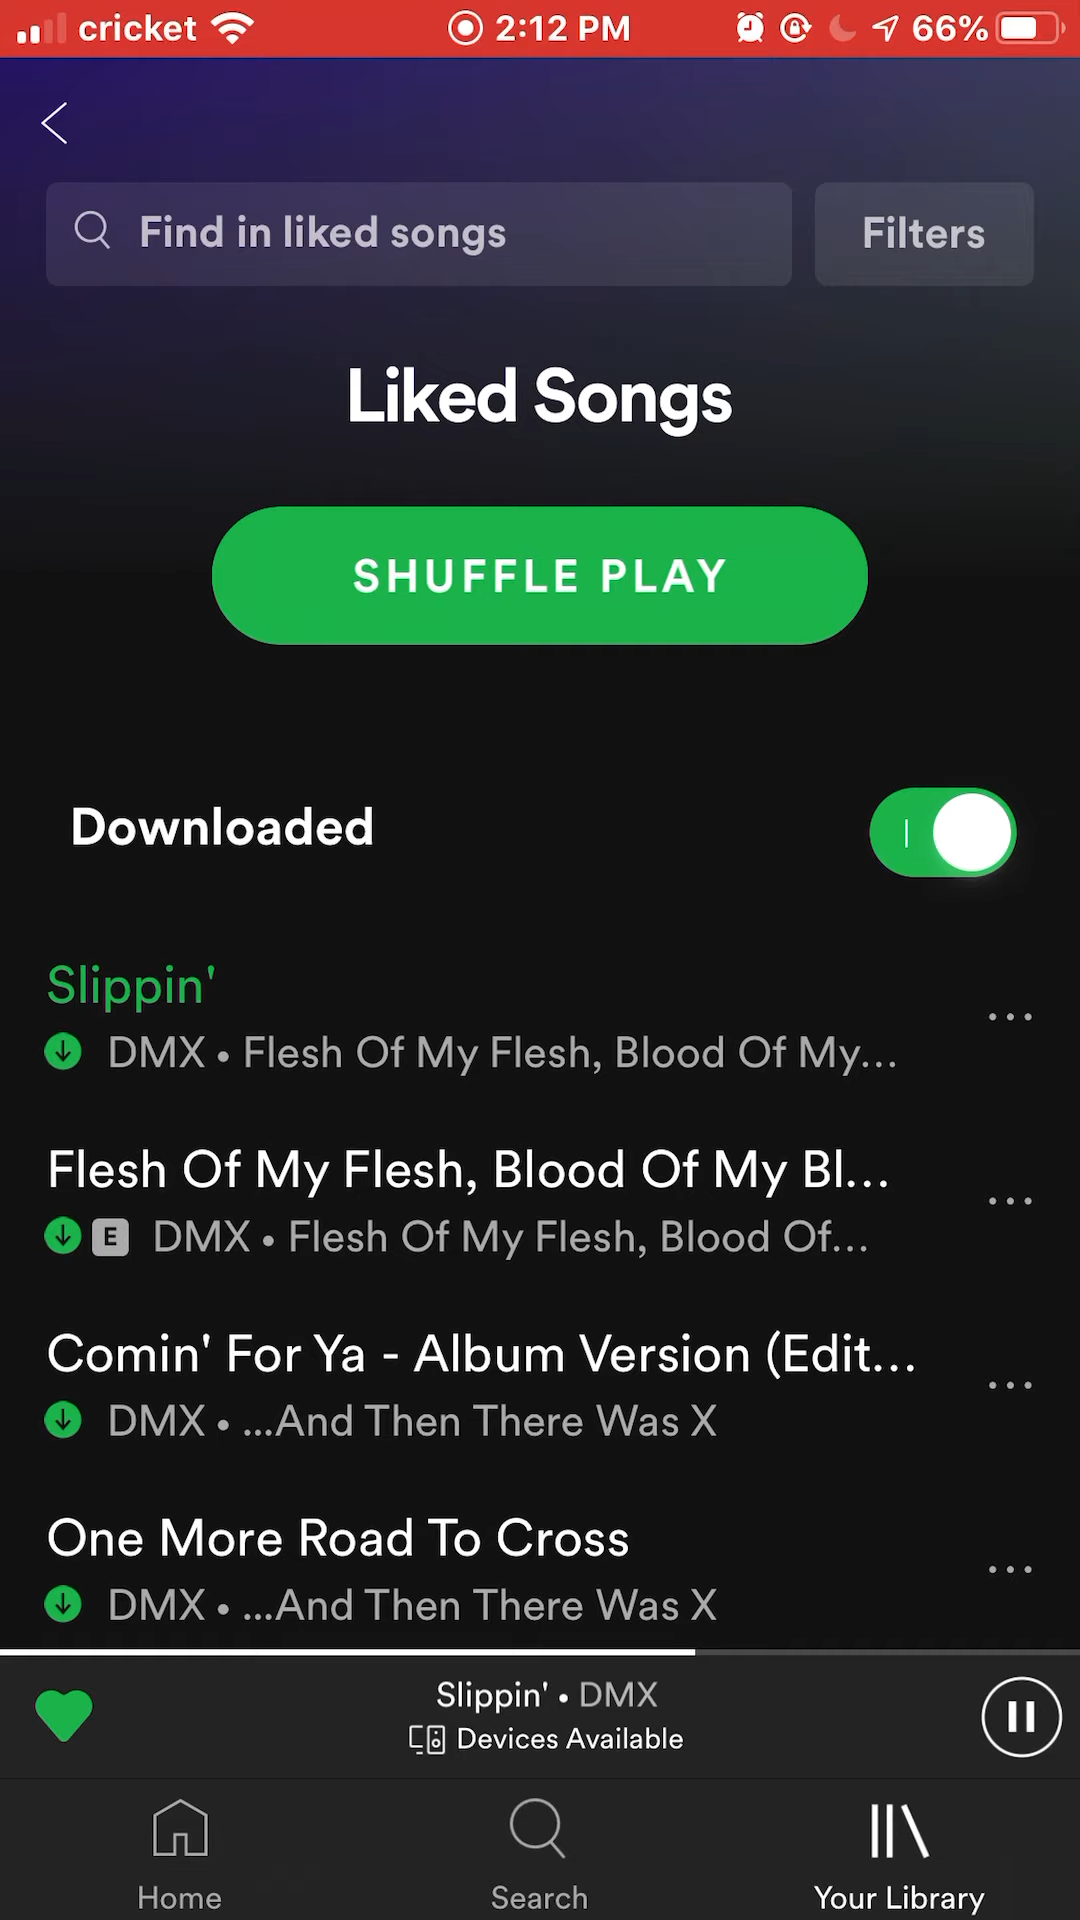 cricket 2:12 PM 66%
Find in liked songs Filters
Liked Songs
SHUFFLE PLAY
Downloaded
Slippin'
DMX • Flesh Of My Flesh, Blood Of My...
Flesh Of My Flesh, Blood Of My Bl...
E DMX • Flesh Of My Flesh, Blood Of...
Comin' For Ya - Album Version (Edit...
DMX • ...And Then There Was X
One More Road To Cross
DMX • ...And Then There Was X
Slippin' • DMX
Devices Available
Home Search Your Library